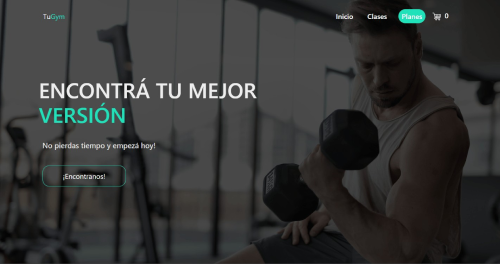 TuGym
Inicio
Clases
Planes
0
ENCONTRÁ TU MEJOR
VERSIÓN
No pierdas tiempo y empezá hoy!
¡Encontranos!